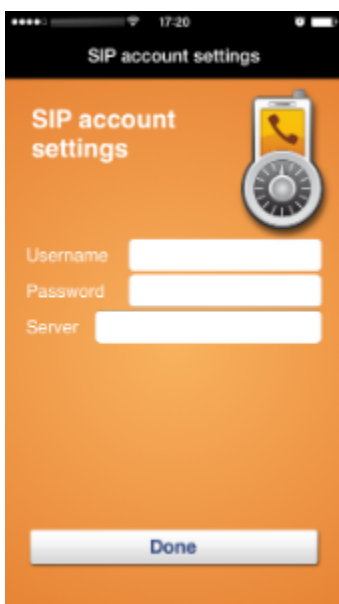 17:20
SIP account settings
SIP account
settings
Username
Password
Server
Done